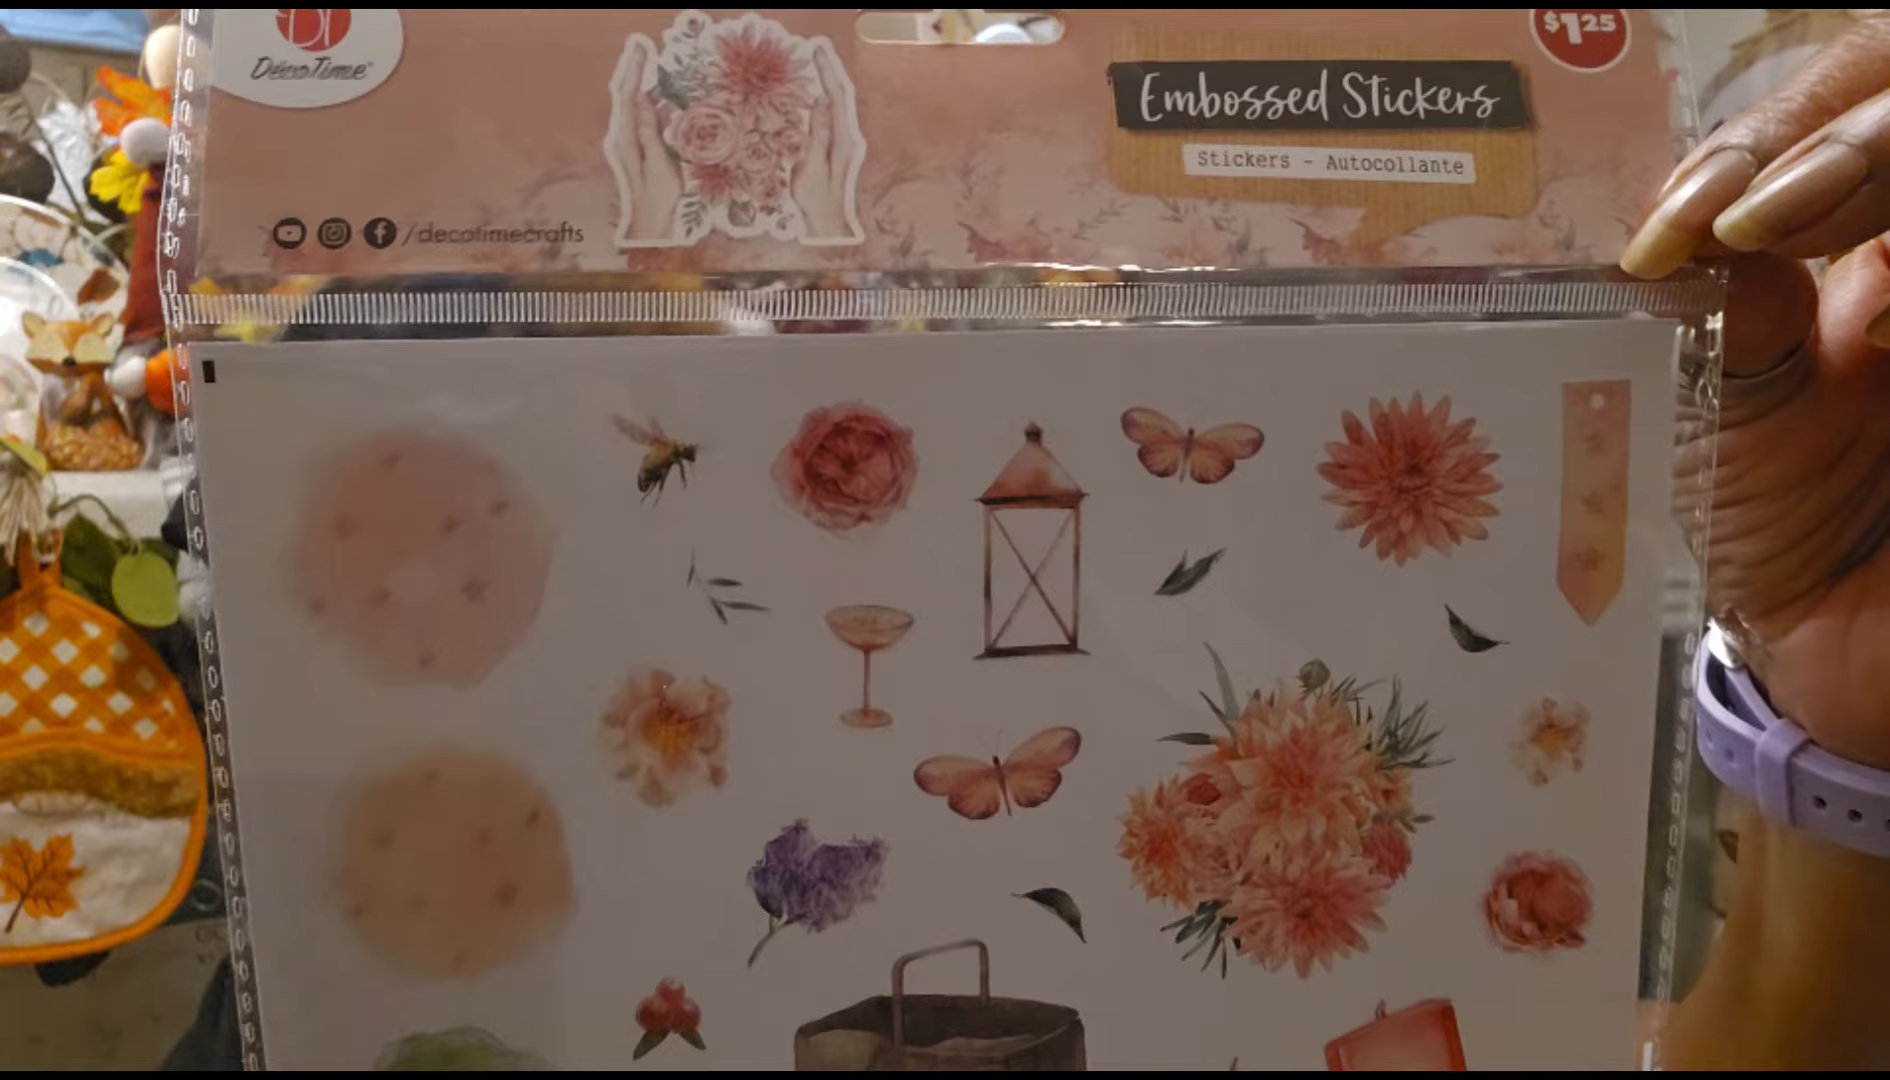 DécoTime®
$1.25
Embossed Stickers
Stickers - Autocollante
/decotimecrafts